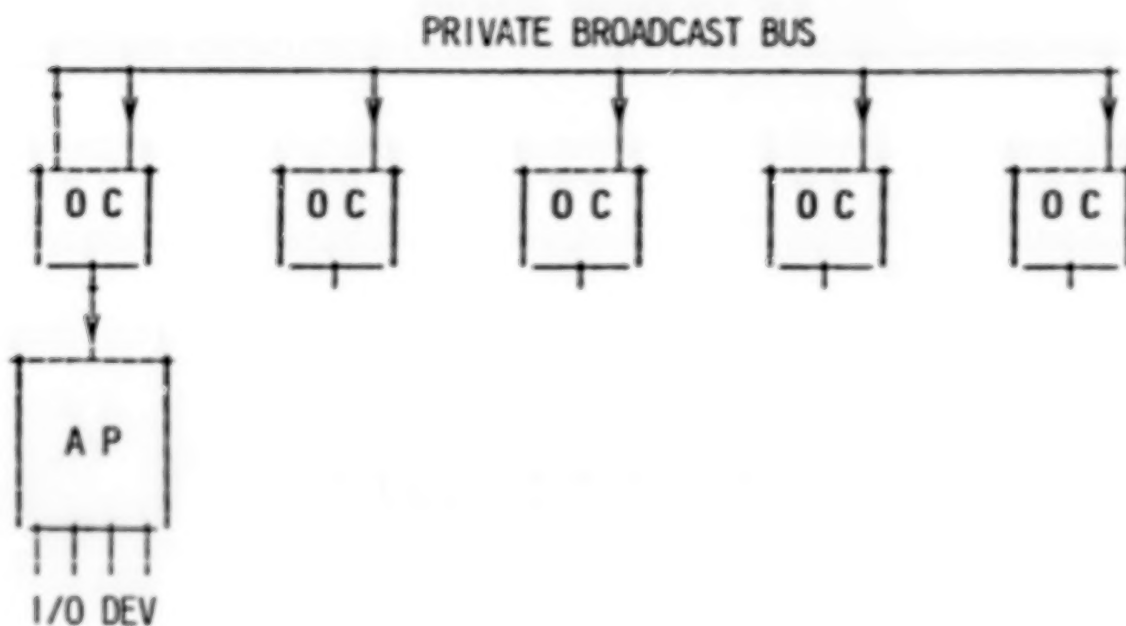 PRIVATE BROADCAST BUS
O C O C O C O C O C
A P
I/O DEV